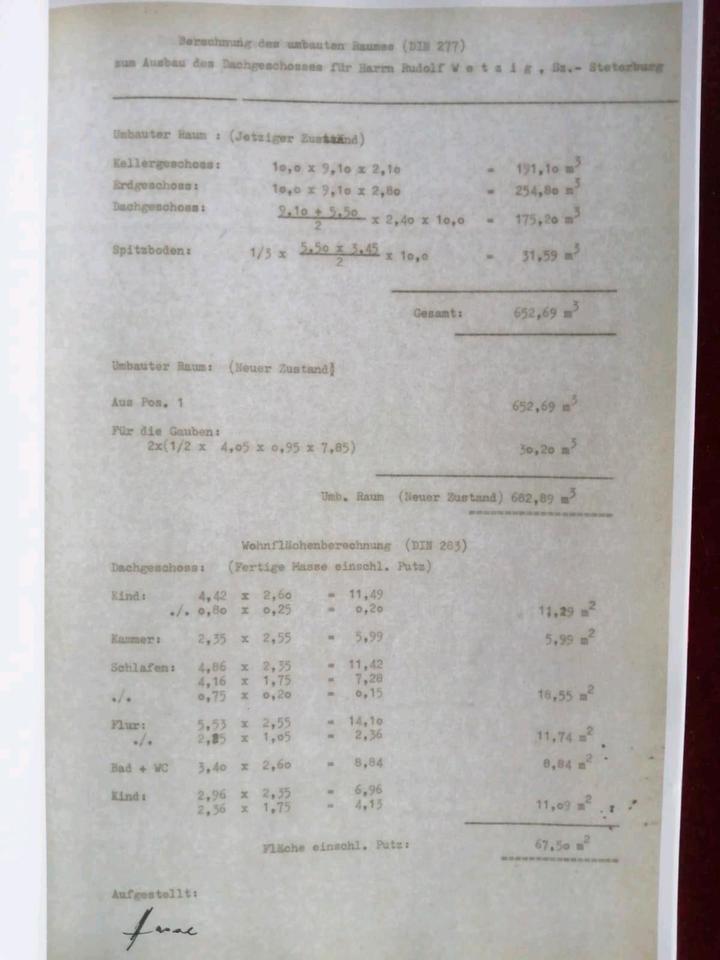 Berechnung des umbauten Raumes (DIN 277)
zum Ausbau des Dachgeschosses für Herrn Rudolf W e t z i g , Sz.- Steterburg
Umbauter Raum : (Jetziger Zustand)
Kellergeschoss: 1o,o x 9,1o x 2,1o = 191,1o m³
Erdgeschoss: 1o,o x 9,1o x 2,8o = 254,8o m³
Dachgeschoss: 9,1o + 5,5o / 2 x 2,4o x 1o,o = 175,2o m³
Spitzboden: 1/3 x 5,5o x 3,45 / 2 x 1o,o = 31,59 m³
Gesamt: 652,69 m³
Umbauter Raum: (Neuer Zustand)
Aus Pos. 1 652,69 m³
Für die Gauben:
2x(1/2 x 4,o5 x o,95 x 7,85) 3o,2o m³
Umb. Raum (Neuer Zustand) 682,89 m³
Wohnflächenberechnung (DIN 283)
Dachgeschoss: (Fertige Masse einschl. Putz)
Kind: 4,42 x 2,6o = 11,49
./. o,8o x o,25 = o,2o 11,29 m²
Kammer: 2,35 x 2,55 = 5,99 5,99 m²
Schlafen: 4,86 x 2,35 = 11,42
4,16 x 1,75 = 7,28
./. o,75 x o,2o = o,15 18,55 m²
Flur: 5,53 x 2,55 = 14,1o
./. 2,25 x 1,o5 = 2,36 11,74 m²
Bad + WC 3,4o x 2,6o = 8,84 8,84 m²
Kind: 2,96 x 2,35 = 6,96
2,36 x 1,75 = 4,13 11,o9 m²
Fläche einschl. Putz: 67,5o m²
Aufgestellt: